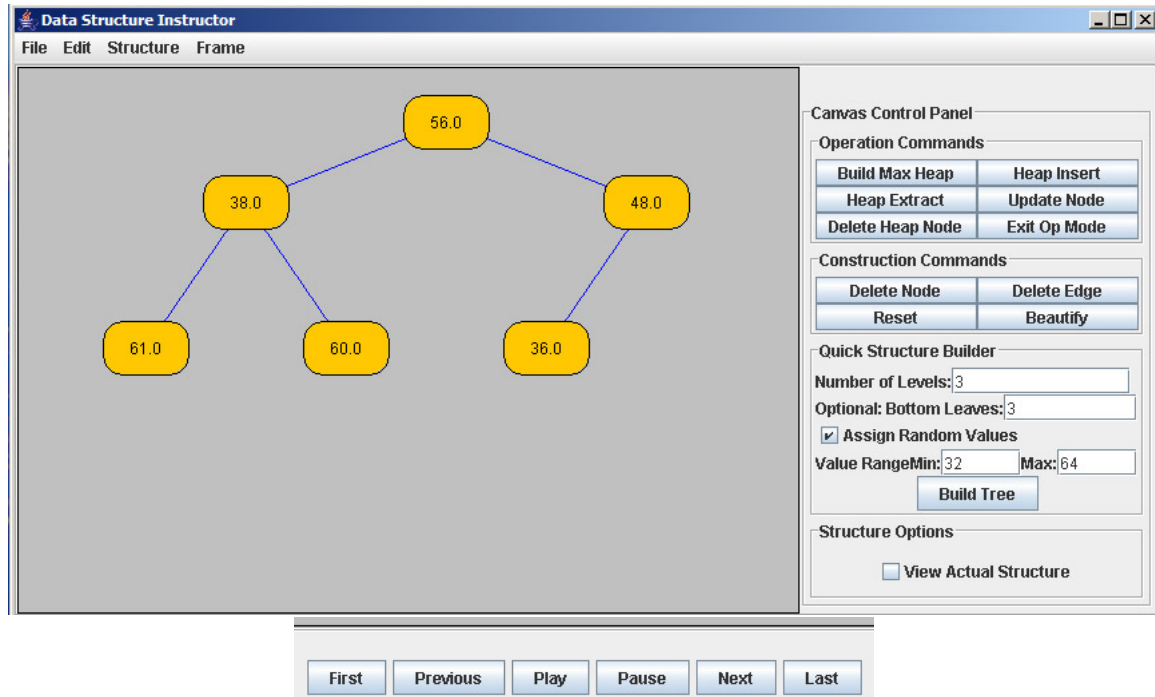 Data Structure Instructor
File Edit Structure Frame
56.0
38.0 48.0
61.0 60.0 36.0
Canvas Control Panel
Operation Commands
Build Max Heap Heap Insert
Heap Extract Update Node
Delete Heap Node Exit Op Mode
Construction Commands
Delete Node Delete Edge
Reset Beautify
Quick Structure Builder
Number of Levels: 3
Optional: Bottom Leaves: 3
Assign Random Values
Value RangeMin: 32 Max: 64
Build Tree
Structure Options
View Actual Structure
First Previous Play Pause Next Last